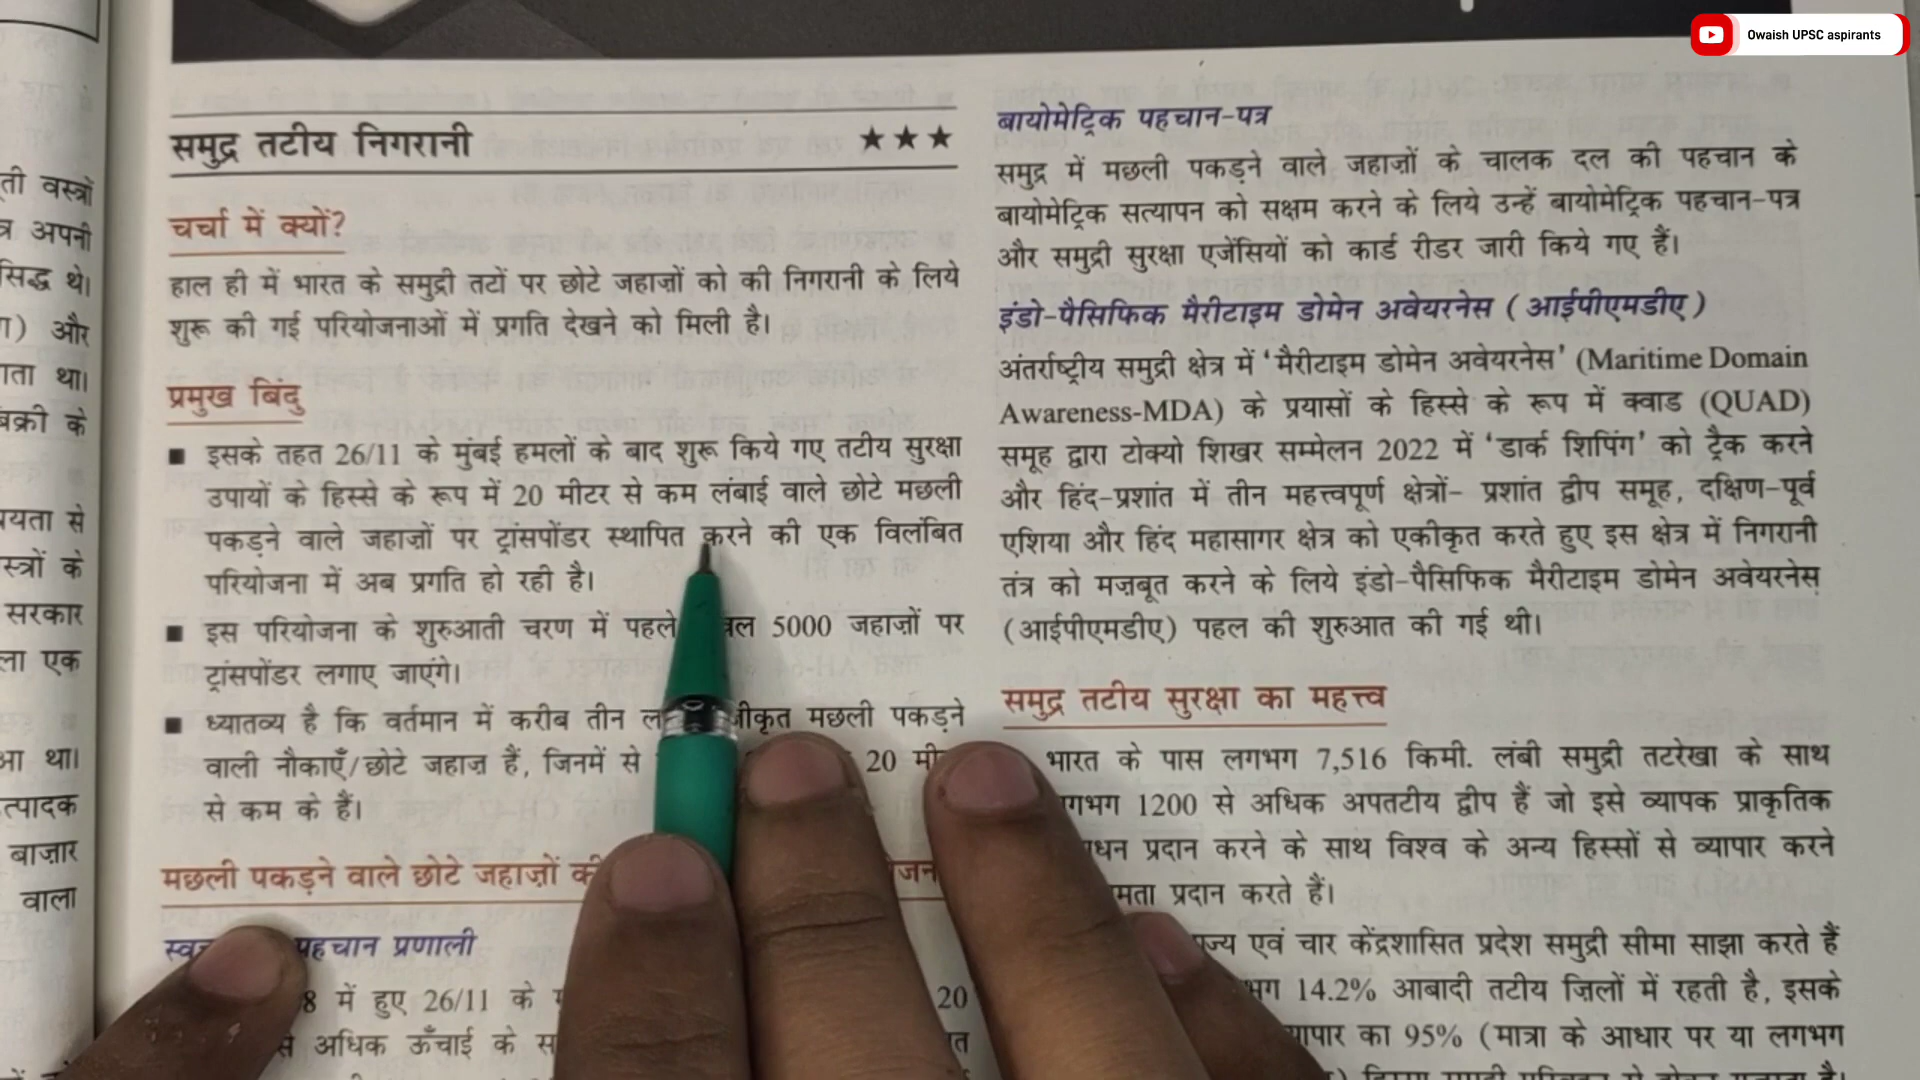 Owaish UPSC aspirants
ती वस्त्रों
अपनी
सिद्ध थे।
और
था।
के
से
के
सरकार
एक
था।
त्पादक
बाज़ार
वाला
समुद्र तटीय निगरानी ★★★
चर्चा में क्यों?
हाल ही में भारत के समुद्री तटों पर छोटे जहाज़ों को की निगरानी के लिये
शुरू की गई परियोजनाओं में प्रगति देखने को मिली है।
प्रमुख बिंदु
■ इसके तहत 26/11 के मुंबई हमलों के बाद शुरू किये गए तटीय सुरक्षा
उपायों के हिस्से के रूप में 20 मीटर से कम लंबाई वाले छोटे मछली
पकड़ने वाले जहाज़ों पर ट्रांसपोंडर स्थापित करने की एक विलंबित
परियोजना में अब प्रगति हो रही है।
■ इस परियोजना के शुरुआती चरण में पहले 5000 जहाज़ों पर
ट्रांसपोंडर लगाए जाएंगे।
■ ध्यातव्य है कि वर्तमान में करीब तीन मछली पकड़ने
वाली नौकाएँ/छोटे जहाज़ हैं, जिनमें से 20
से कम के हैं।
मछली पकड़ने वाले छोटे जहाज़ों
पहचान प्रणाली
में हुए 26/11 के 20
अधिक ऊँचाई के
बायोमेट्रिक पहचान-पत्र
समुद्र में मछली पकड़ने वाले जहाज़ों के चालक दल की पहचान के
बायोमेट्रिक सत्यापन को सक्षम करने के लिये उन्हें बायोमेट्रिक पहचान-पत्र
और समुद्री सुरक्षा एजेंसियों को कार्ड रीडर जारी किये गए हैं।
इंडो-पैसिफिक मैरीटाइम डोमेन अवेयरनेस (आईपीएमडीए)
अंतर्राष्ट्रीय समुद्री क्षेत्र में ‘मैरीटाइम डोमेन अवेयरनेस’ (Maritime Domain
Awareness-MDA) के प्रयासों के हिस्से के रूप में क्वाड (QUAD)
समूह द्वारा टोक्यो शिखर सम्मेलन 2022 में ‘डार्क शिपिंग’ को ट्रैक करने
और हिंद-प्रशांत में तीन महत्त्वपूर्ण क्षेत्रों- प्रशांत द्वीप समूह, दक्षिण-पूर्व
एशिया और हिंद महासागर क्षेत्र को एकीकृत करते हुए इस क्षेत्र में निगरानी
तंत्र को मज़बूत करने के लिये इंडो-पैसिफिक मैरीटाइम डोमेन अवेयरनेस
(आईपीएमडीए) पहल की शुरुआत की गई थी।
समुद्र तटीय सुरक्षा का महत्त्व
भारत के पास लगभग 7,516 किमी. लंबी समुद्री तटरेखा के साथ
1200 से अधिक अपतटीय द्वीप हैं जो इसे व्यापक प्राकृतिक
प्रदान करने के साथ विश्व के अन्य हिस्सों से व्यापार करने
प्रदान करते हैं।
एवं चार केंद्रशासित प्रदेश समुद्री सीमा साझा करते हैं
14.2% आबादी तटीय ज़िलों में रहती है, इसके
का 95% (मात्रा के आधार पर या लगभग